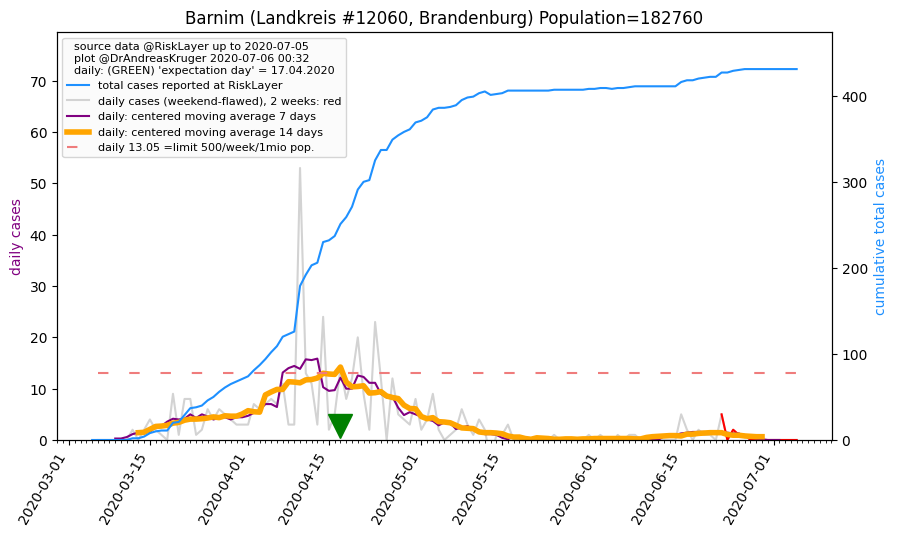 Barnim (Landkreis #12060, Brandenburg) Population=182760
source data @RiskLayer up to 2020-07-05
plot @DrAndreasKruger 2020-07-06 00:32
daily: (GREEN) 'expectation day' = 17.04.2020
total cases reported at RiskLayer
daily cases (weekend-flawed), 2 weeks: red
daily: centered moving average 7 days
daily: centered moving average 14 days
daily 13.05 =limit 500/week/1mio pop.
daily cases
70
60
50
40
30
20
10
0
cumulative total cases
400
300
200
100
0
2020-03-01
2020-03-15
2020-04-01
2020-04-15
2020-05-01
2020-05-15
2020-06-01
2020-06-15
2020-07-01